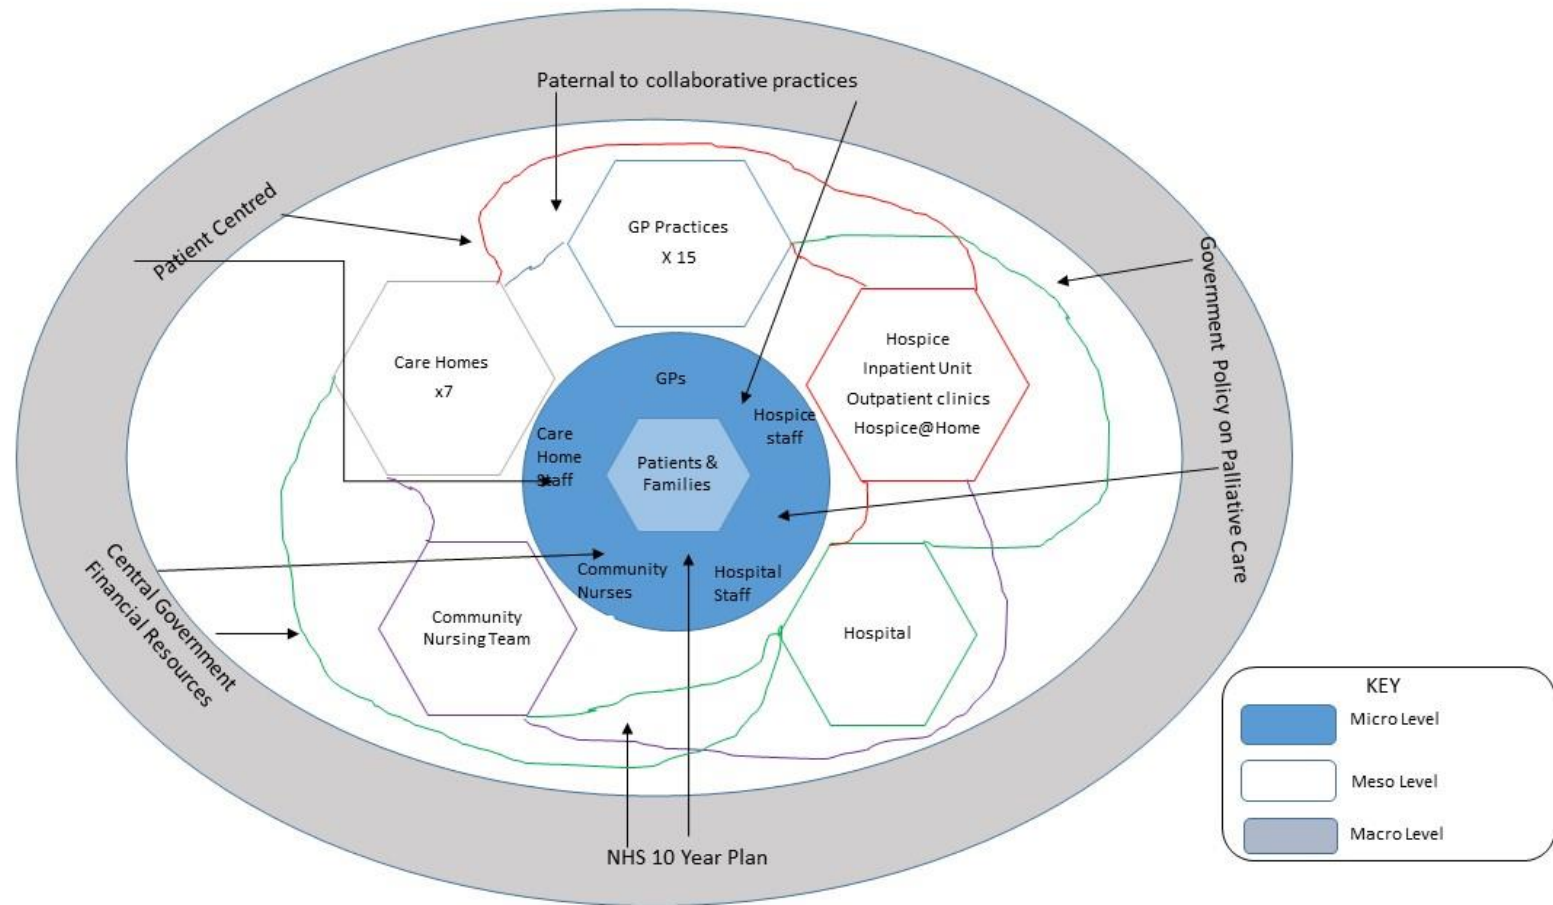 Paternal to collaborative practices
Patient Centred
GP Practices
X 15
Government Policy on Palliative Care
Care Homes
x7
Hospice
Inpatient Unit
Outpatient clinics
Hospice@Home
GPs
Hospice
staff
Care
Home
Staff
Patients &
Families
Community
Nurses
Hospital
Staff
Central Government
Financial Resources
Community
Nursing Team
Hospital
NHS 10 Year Plan
KEY
Micro Level
Meso Level
Macro Level